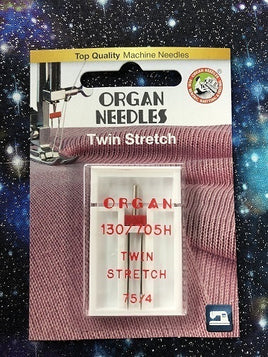 Top Quality Machine Needles
ORGAN
NEEDLES
Twin Stretch
ORGAN
130/705H
TWIN
STRETCH
75/4